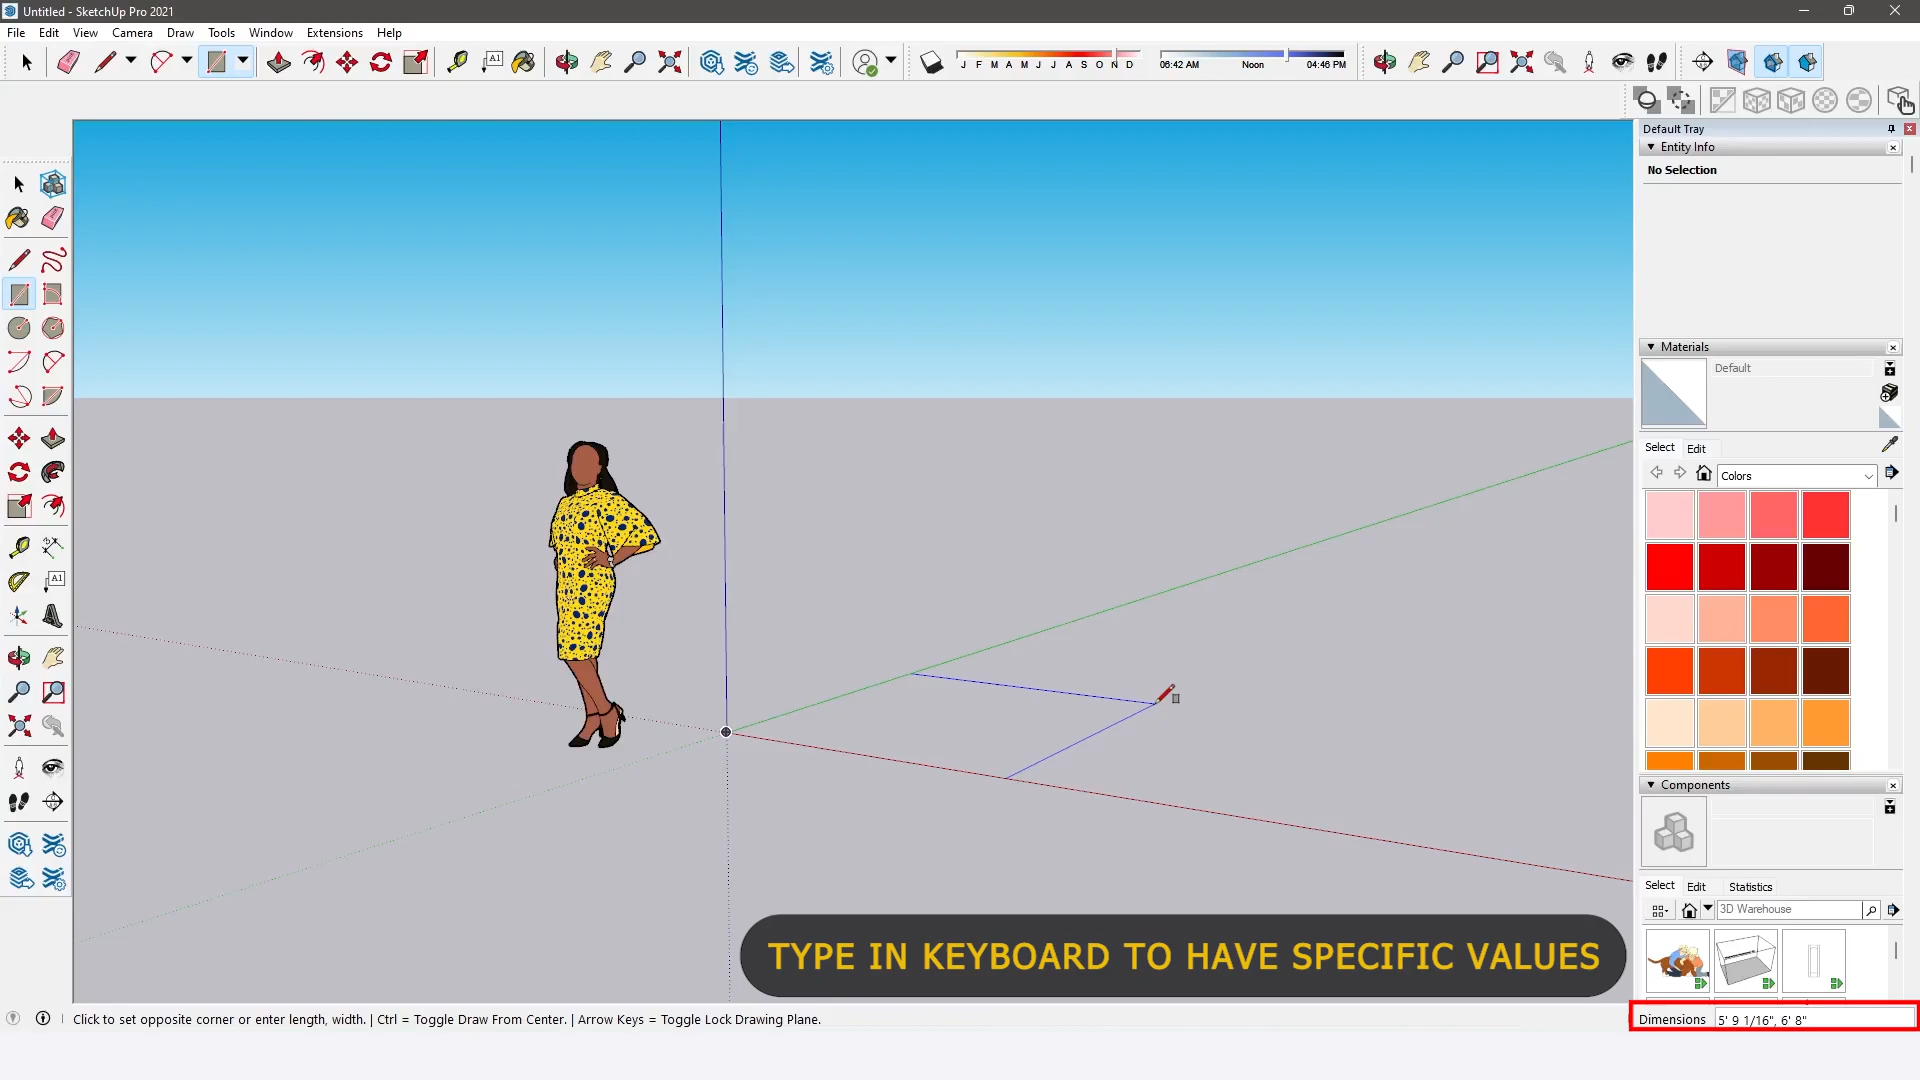 Untitled - SketchUp Pro 2021
File Edit View Camera Draw Tools Window Extensions Help
A1
J F M A M J J A S O N D
06:42 AM Noon 04:46 PM
Default Tray
Entity Info
No Selection
Materials
Default
Select Edit
Colors
A1
Components
Select Edit Statistics
3D Warehouse
TYPE IN KEYBOARD TO HAVE SPECIFIC VALUES
Click to set opposite corner or enter length, width. | Ctrl = Toggle Draw From Center. | Arrow Keys = Toggle Lock Drawing Plane.
Dimensions 5' 9 1/16", 6' 8"